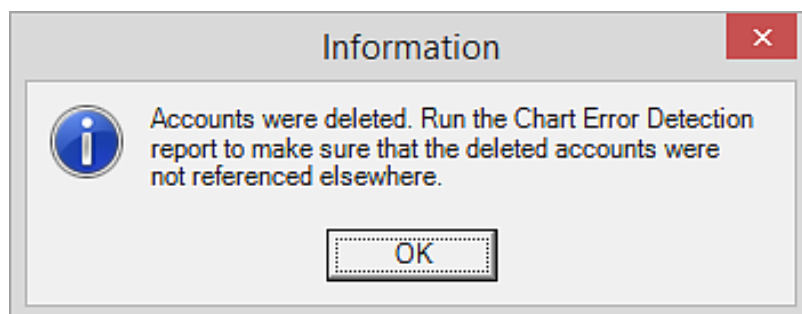 Information
Accounts were deleted. Run the Chart Error Detection
report to make sure that the deleted accounts were
not referenced elsewhere.
OK